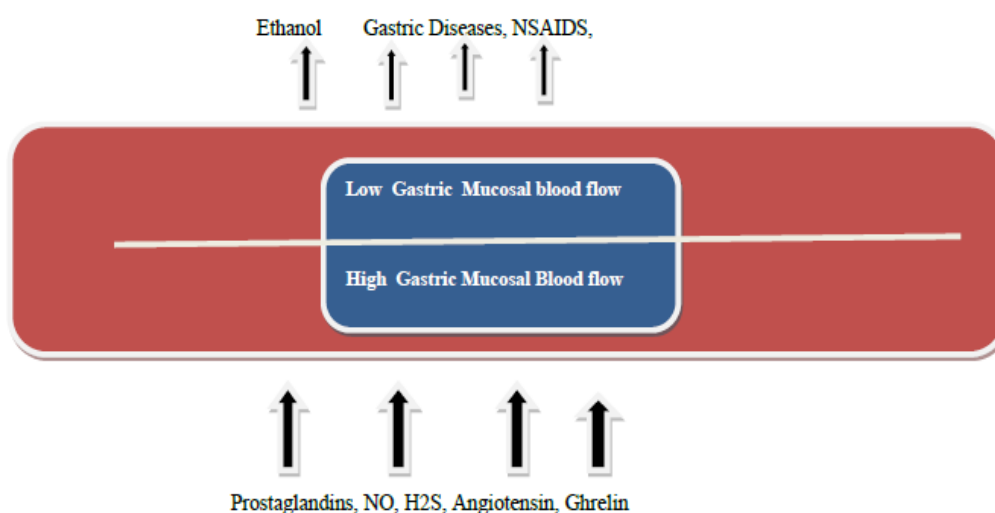 Ethanol Gastric Diseases, NSAIDS,
Low Gastric Mucosal blood flow
High Gastric Mucosal Blood flow
Prostaglandins, NO, H2S, Angiotensin, Ghrelin